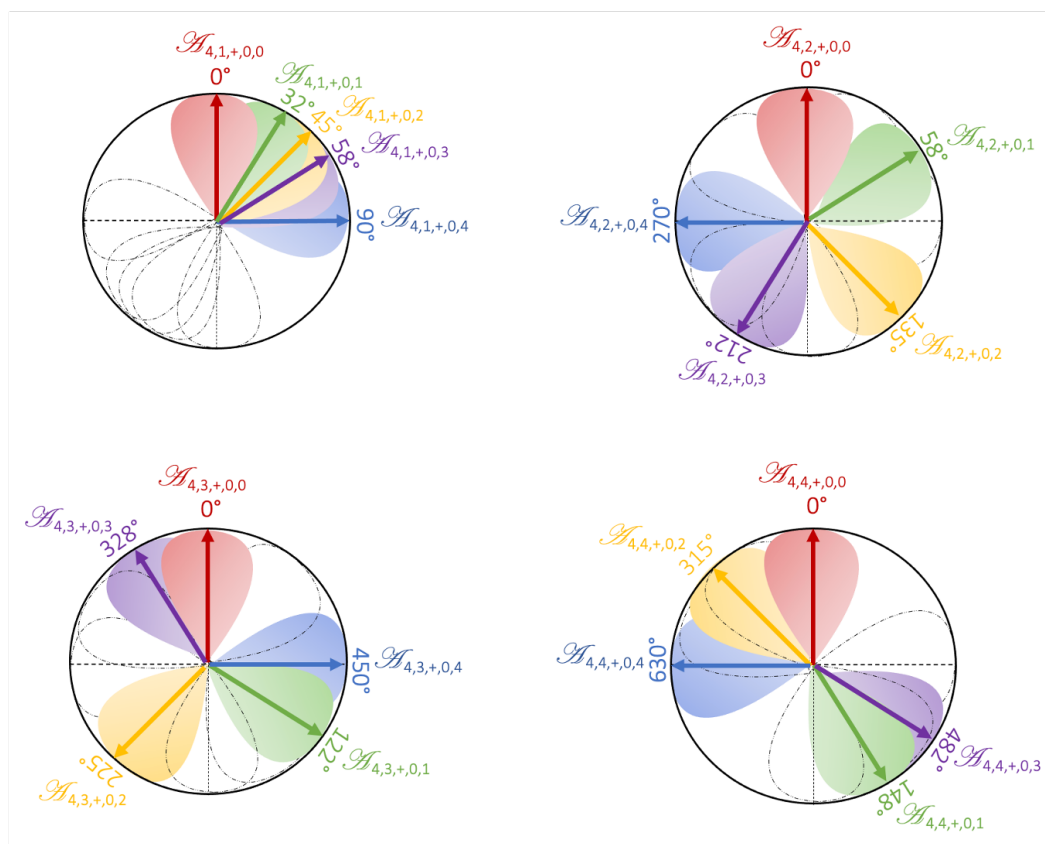 𝒜4,1,+,0,0
0°
𝒜4,1,+,0,1
32°
𝒜4,1,+,0,2
45°
𝒜4,1,+,0,3
58°
𝒜4,1,+,0,4
90°
𝒜4,2,+,0,0
0°
𝒜4,2,+,0,1
58°
𝒜4,2,+,0,4
270°
𝒜4,2,+,0,2
135°
𝒜4,2,+,0,3
212°
𝒜4,3,+,0,0
0°
𝒜4,3,+,0,3
328°
𝒜4,3,+,0,4
450°
𝒜4,3,+,0,1
122°
𝒜4,3,+,0,2
225°
𝒜4,4,+,0,0
0°
𝒜4,4,+,0,2
315°
𝒜4,4,+,0,4
630°
𝒜4,4,+,0,3
482°
𝒜4,4,+,0,1
148°